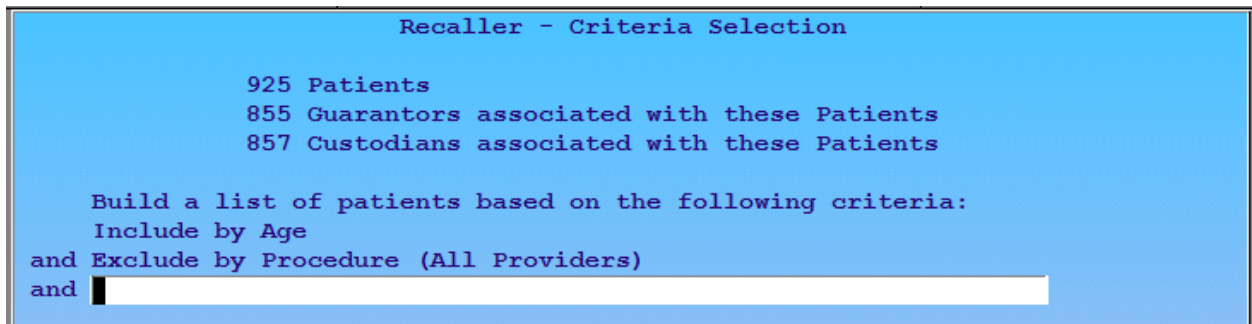 Recaller - Criteria Selection
925 Patients
855 Guarantors associated with these Patients
857 Custodians associated with these Patients
Build a list of patients based on the following criteria:
Include by Age
and Exclude by Procedure (All Providers)
and